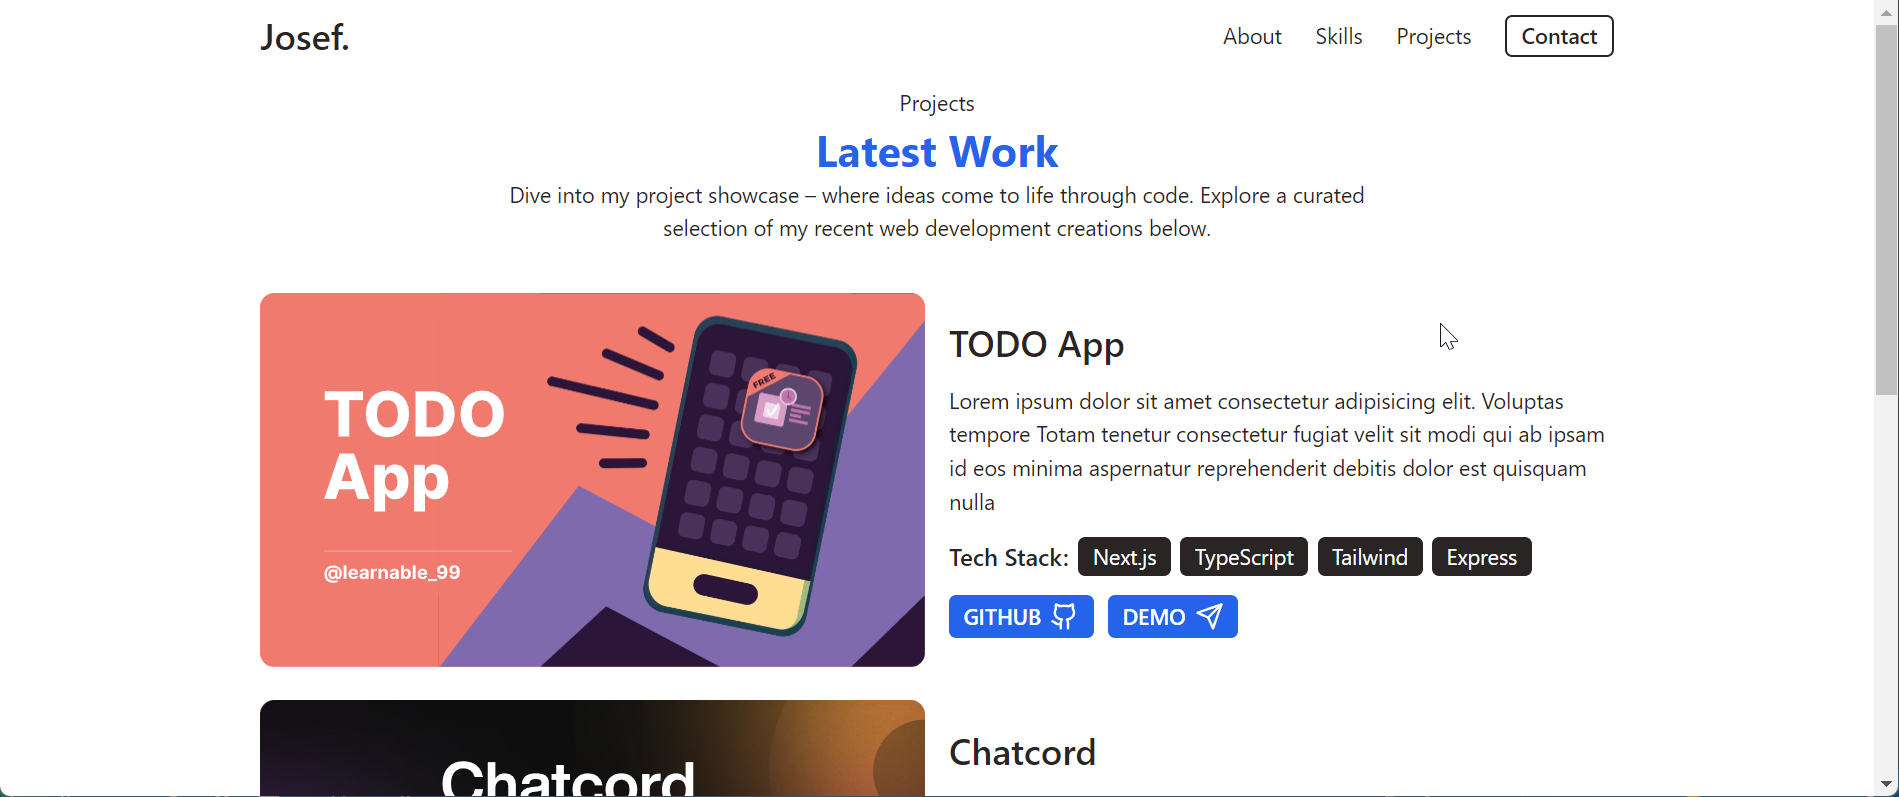 Josef.
About Skills Projects Contact
Projects
Latest Work
Dive into my project showcase – where ideas come to life through code. Explore a curated
selection of my recent web development creations below.
TODO
App
@learnable_99
FREE
TODO App
Lorem ipsum dolor sit amet consectetur adipisicing elit. Voluptas
tempore Totam tenetur consectetur fugiat velit sit modi qui ab ipsam
id eos minima aspernatur reprehenderit debitis dolor est quisquam
nulla
Tech Stack: Next.js TypeScript Tailwind Express
GITHUB DEMO
Chatcord
Chatcord